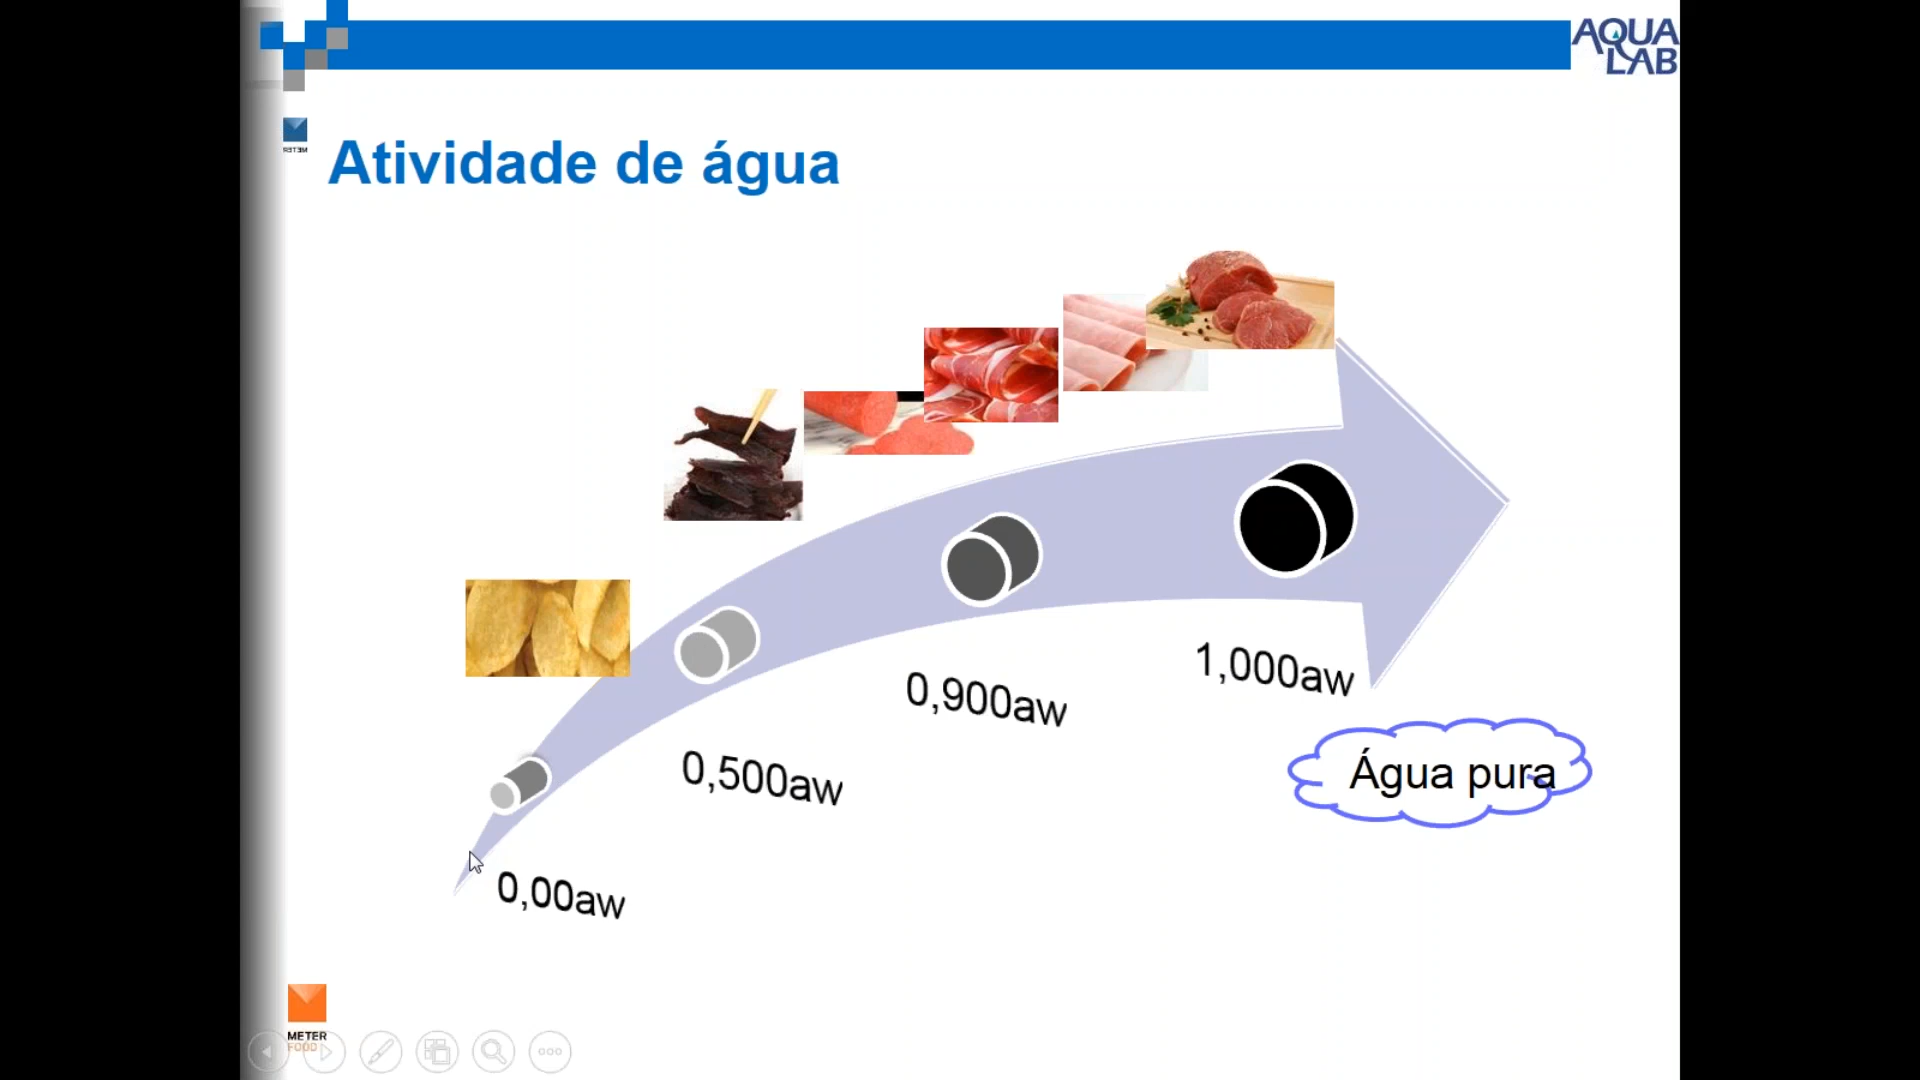 AQUA
LAB
Atividade de água
1,000aw
0,900aw
Água pura
0,500aw
0,00aw
METER
FOOD